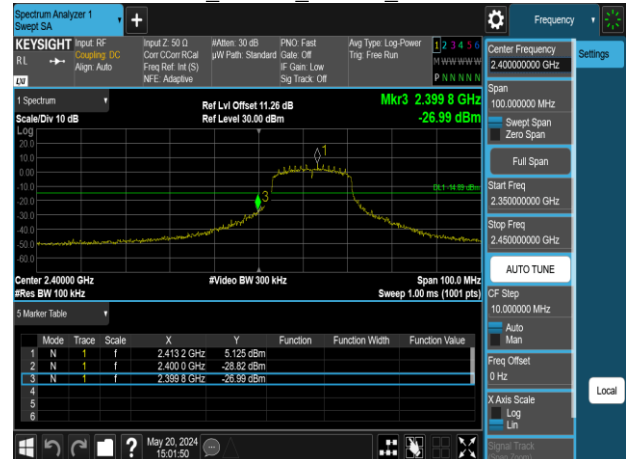 Spectrum Analyzer 1
Swept SA
Frequency
KEYSIGHT
RL
Input: RF
Coupling: DC
Align: Auto
Input Z: 50 Ω
Corr CCorr RCal
Freq Ref: Int (S)
NFE: Adaptive
#Atten: 30 dB
µW Path: Standard
PNO: Fast
Gate: Off
IF Gain: Low
Sig Track: Off
Avg Type: Log-Power
Trig: Free Run
1 2 3 4 5 6
M W W W W W
P N N N N N
1 Spectrum
Scale/Div 10 dB
Ref Lvl Offset 11.26 dB
Ref Level 30.00 dBm
Mkr3 2.399 8 GHz
-26.99 dBm
Log
20.0
10.0
0.00
-10.0
-20.0
-30.0
-40.0
-50.0
-60.0
1
3
DL1 -14.89 dBm
Center 2.40000 GHz
#Res BW 100 kHz
#Video BW 300 kHz
Span 100.0 MHz
Sweep 1.00 ms (1001 pts)
5 Marker Table
Mode Trace Scale X Y Function Function Width Function Value
1 N 1 f 2.413 2 GHz 5.125 dBm
2 N 1 f 2.400 0 GHz -28.82 dBm
3 N 1 f 2.399 8 GHz -26.99 dBm
4
5
6
May 20, 2024
15:01:50
Center Frequency
2.400000000 GHz
Settings
Span
100.000000 MHz
Swept Span
Zero Span
Full Span
Start Freq
2.350000000 GHz
Stop Freq
2.450000000 GHz
AUTO TUNE
CF Step
10.000000 MHz
Auto
Man
Freq Offset
0 Hz
X Axis Scale
Log
Lin
Local
Signal Track
(Span Zoom)